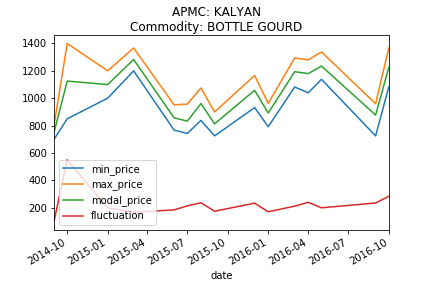 APMC: KALYAN
Commodity: BOTTLE GOURD
1400
1200
1000
800
600
400
200
min_price
max_price
modal_price
fluctuation
2014-10
2015-01
2015-04
2015-07
2015-10
2016-01
2016-04
2016-07
2016-10
date